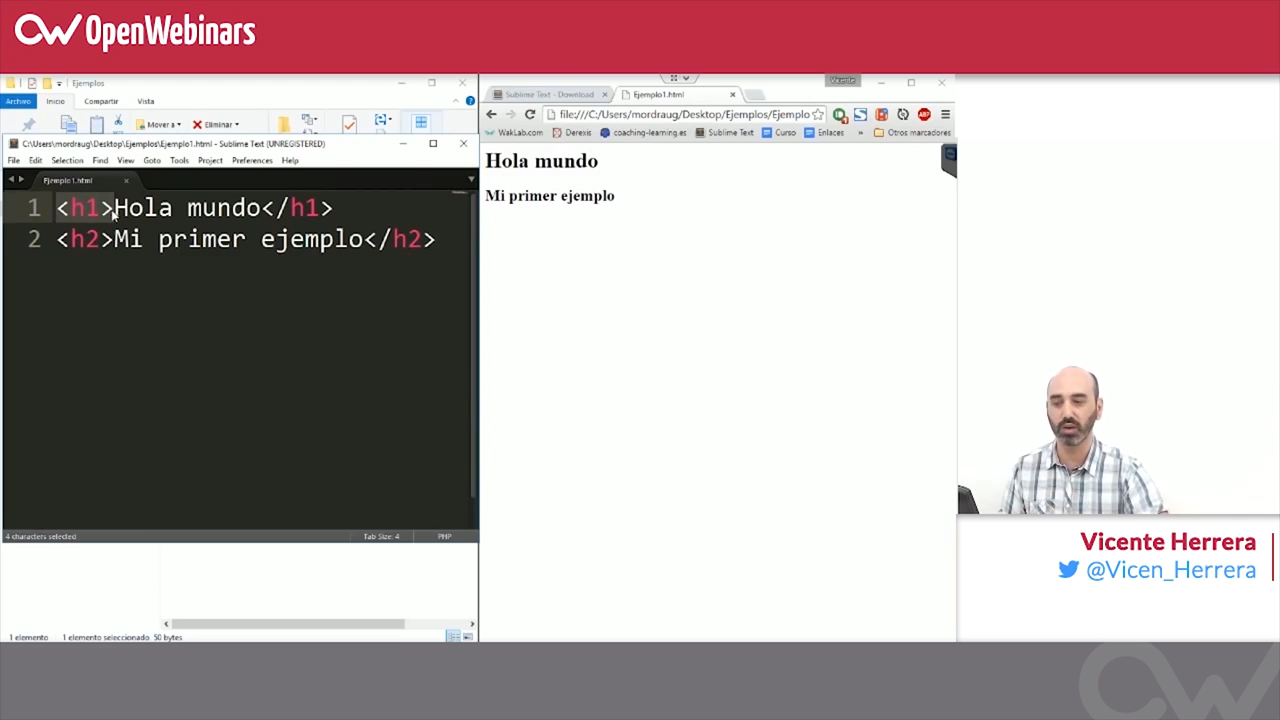 OpenWebinars
Ejemplos
Archivo Inicio Compartir Vista
Mover a Eliminar
C:\Users\mordraug\Desktop\Ejemplos\Ejemplo1.html - Sublime Text (UNREGISTERED)
File Edit Selection Find View Goto Tools Project Preferences Help
Ejemplo1.html
1 <h1>Hola mundo</h1>
2 <h2>Mi primer ejemplo</h2>
4 characters selected Tab Size: 4 PHP
1 elemento 1 elemento seleccionado 50 bytes
Vicente
Sublime Text - Download Ejemplo1.html
file:///C:/Users/mordraug/Desktop/Ejemplos/Ejemplo
WakLab.com Derexis coaching-learning.es Sublime Text Curso Enlaces » Otros marcadores
Hola mundo
Mi primer ejemplo
Vicente Herrera
@Vicen_Herrera